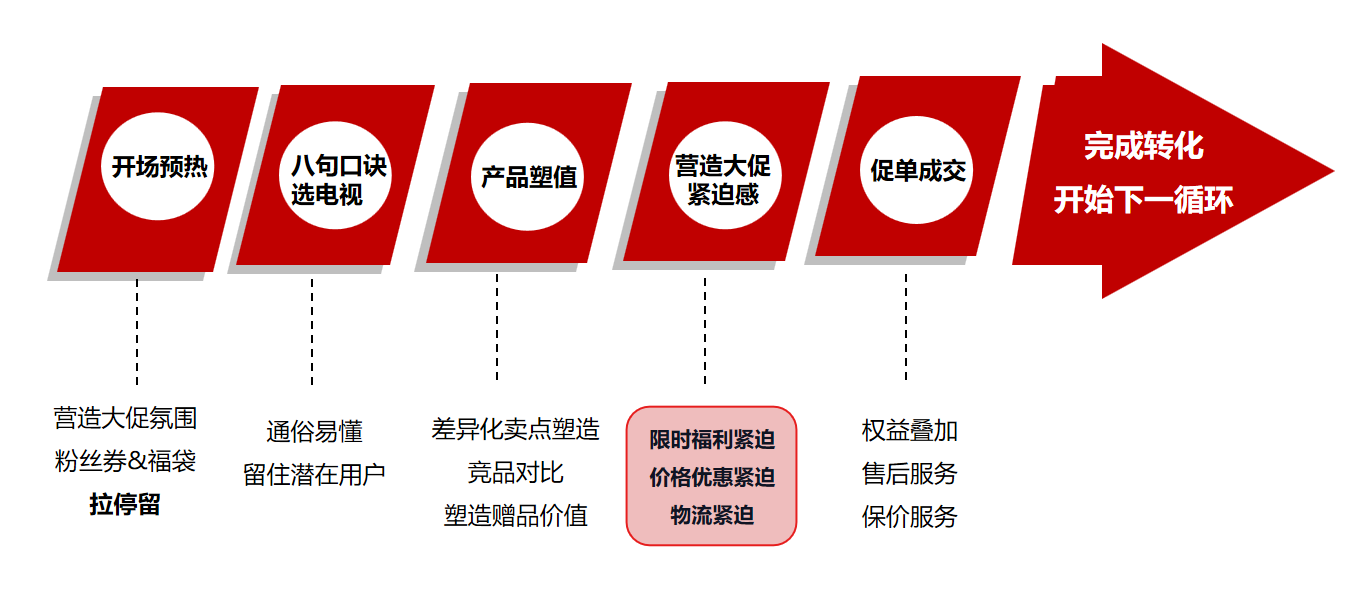 开场预热
八句口诀
选电视
产品塑值
营造大促
紧迫感
促单成交
完成转化
开始下一循环
营造大促氛围
粉丝券&福袋
拉停留
通俗易懂
留住潜在用户
差异化卖点塑造
竞品对比
塑造赠品价值
限时福利紧迫
价格优惠紧迫
物流紧迫
权益叠加
售后服务
保价服务